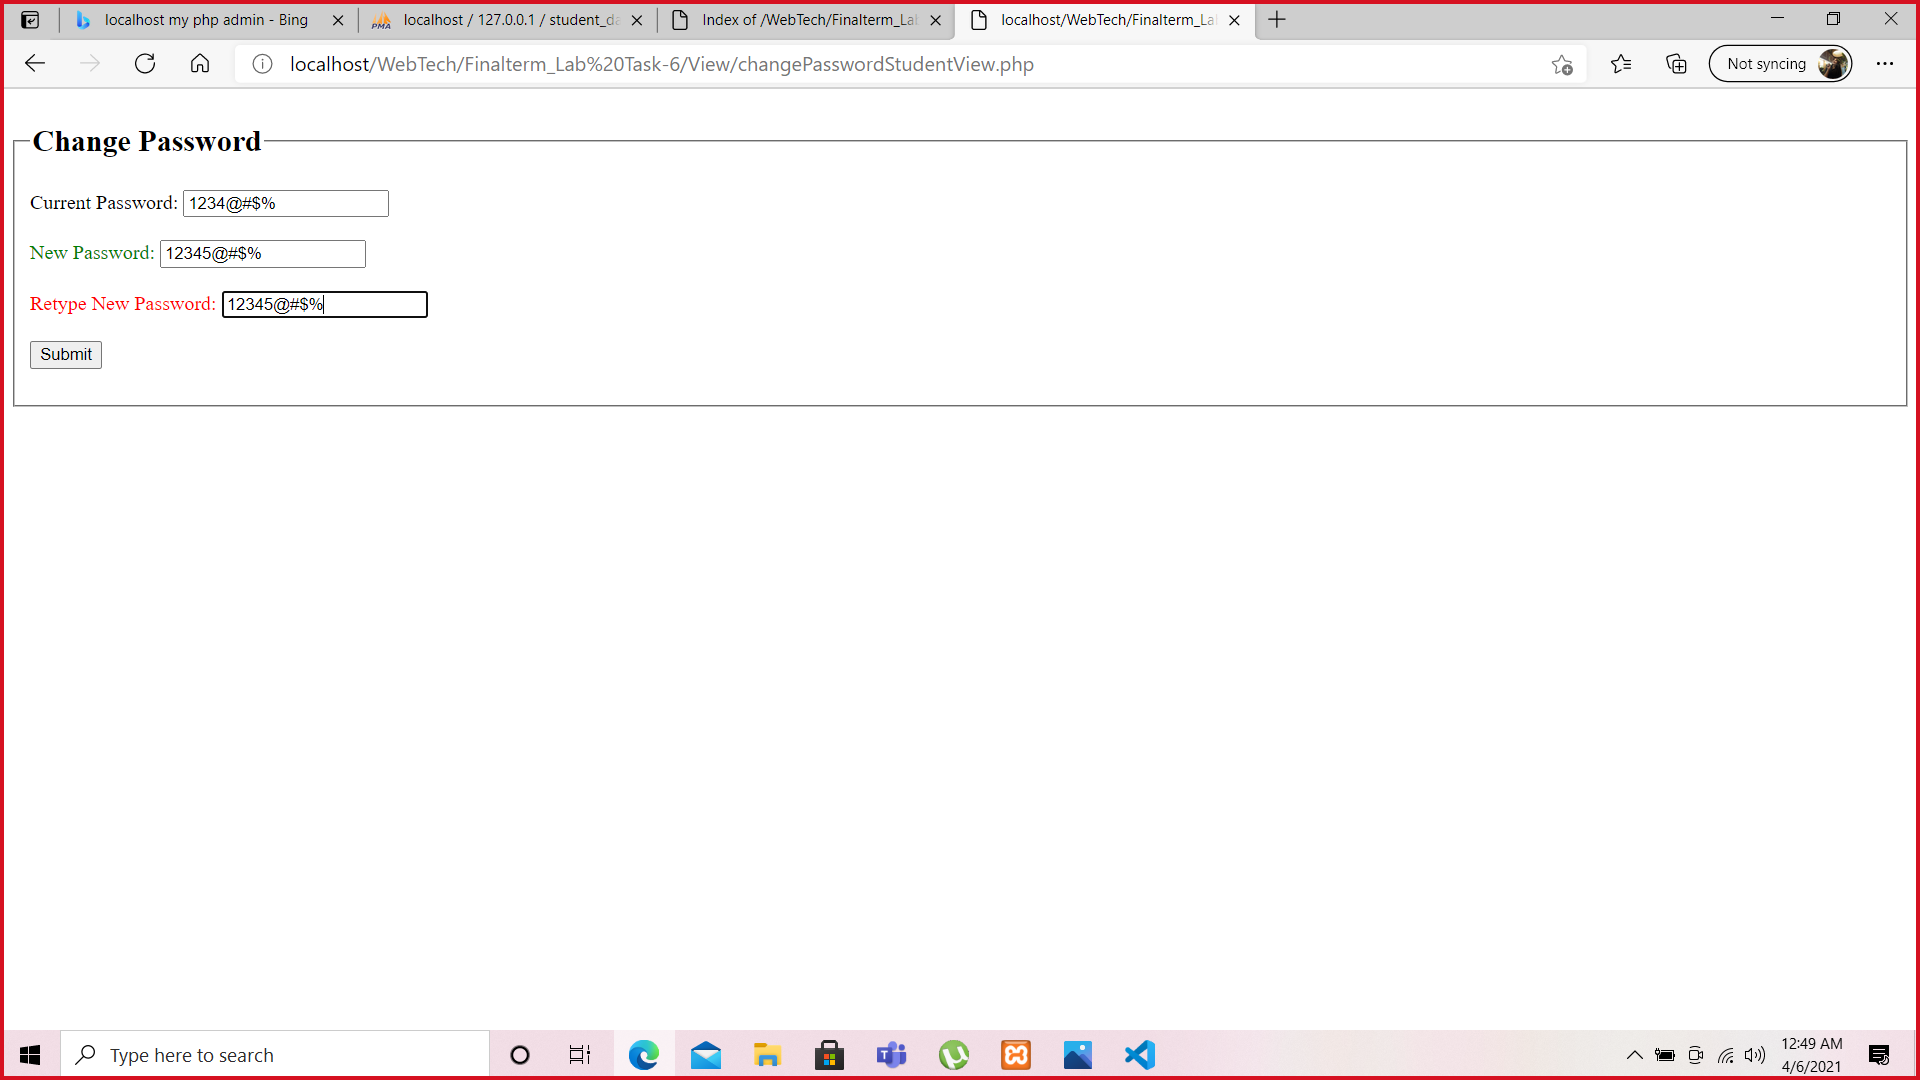 localhost my php admin - Bing
localhost / 127.0.0.1 / student_da
Index of /WebTech/Finalterm_La
localhost/WebTech/Finalterm_La
localhost/WebTech/Finalterm_Lab%20Task-6/View/changePasswordStudentView.php
Not syncing
Change Password
Current Password: 1234@#$%
New Password: 12345@#$%
Retype New Password: 12345@#$%
Submit
Type here to search
12:49 AM
4/6/2021